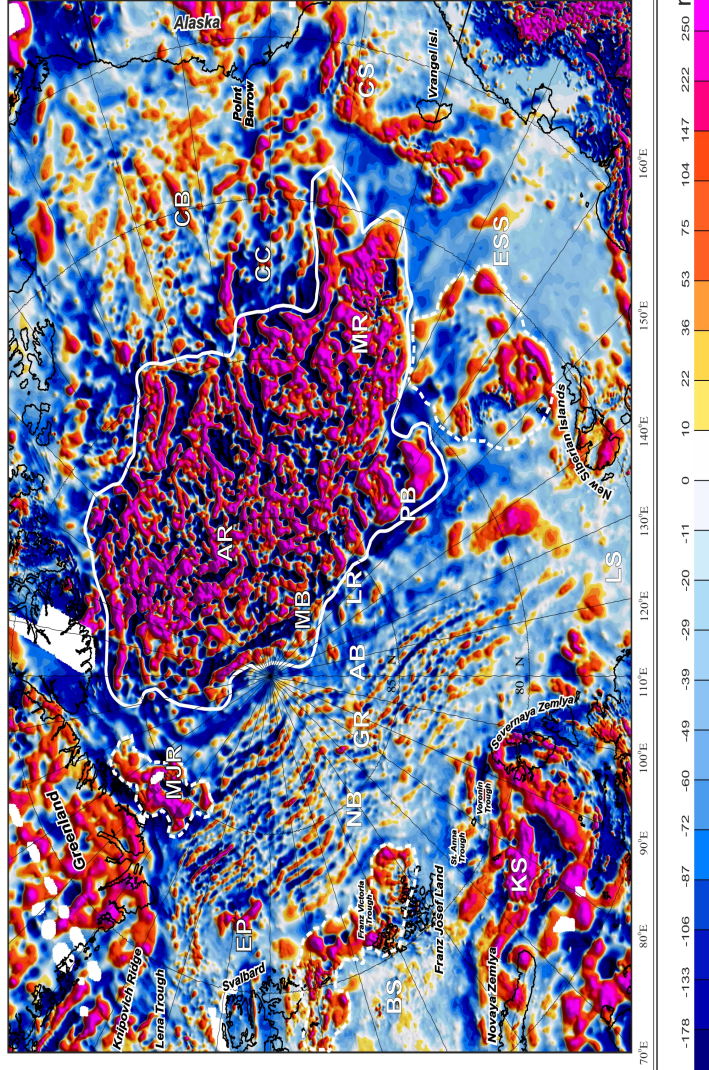 Alaska
Point
Barrow
CS
Vrangel Isl.
CB
CC
ESS
MR
New Siberian Islands
PB
AR
LR
MB
LS
AB
85 N
80 N
GR
Severnaya Zemlya
MJR
Greenland
NB
Voronin
Trough
St. Anna
Trough
KS
Franz Victoria
Trough
Franz Josef Land
EP
Svalbard
BS
Novaya Zemlya
Knipovich Ridge
Lena Trough
70°E
80°E
90°E
100°E
110°E
120°E
130°E
140°E
150°E
160°E
-178
-133
-106
-87
-72
-60
-49
-39
-29
-20
-11
0
10
22
36
53
75
104
147
222
250